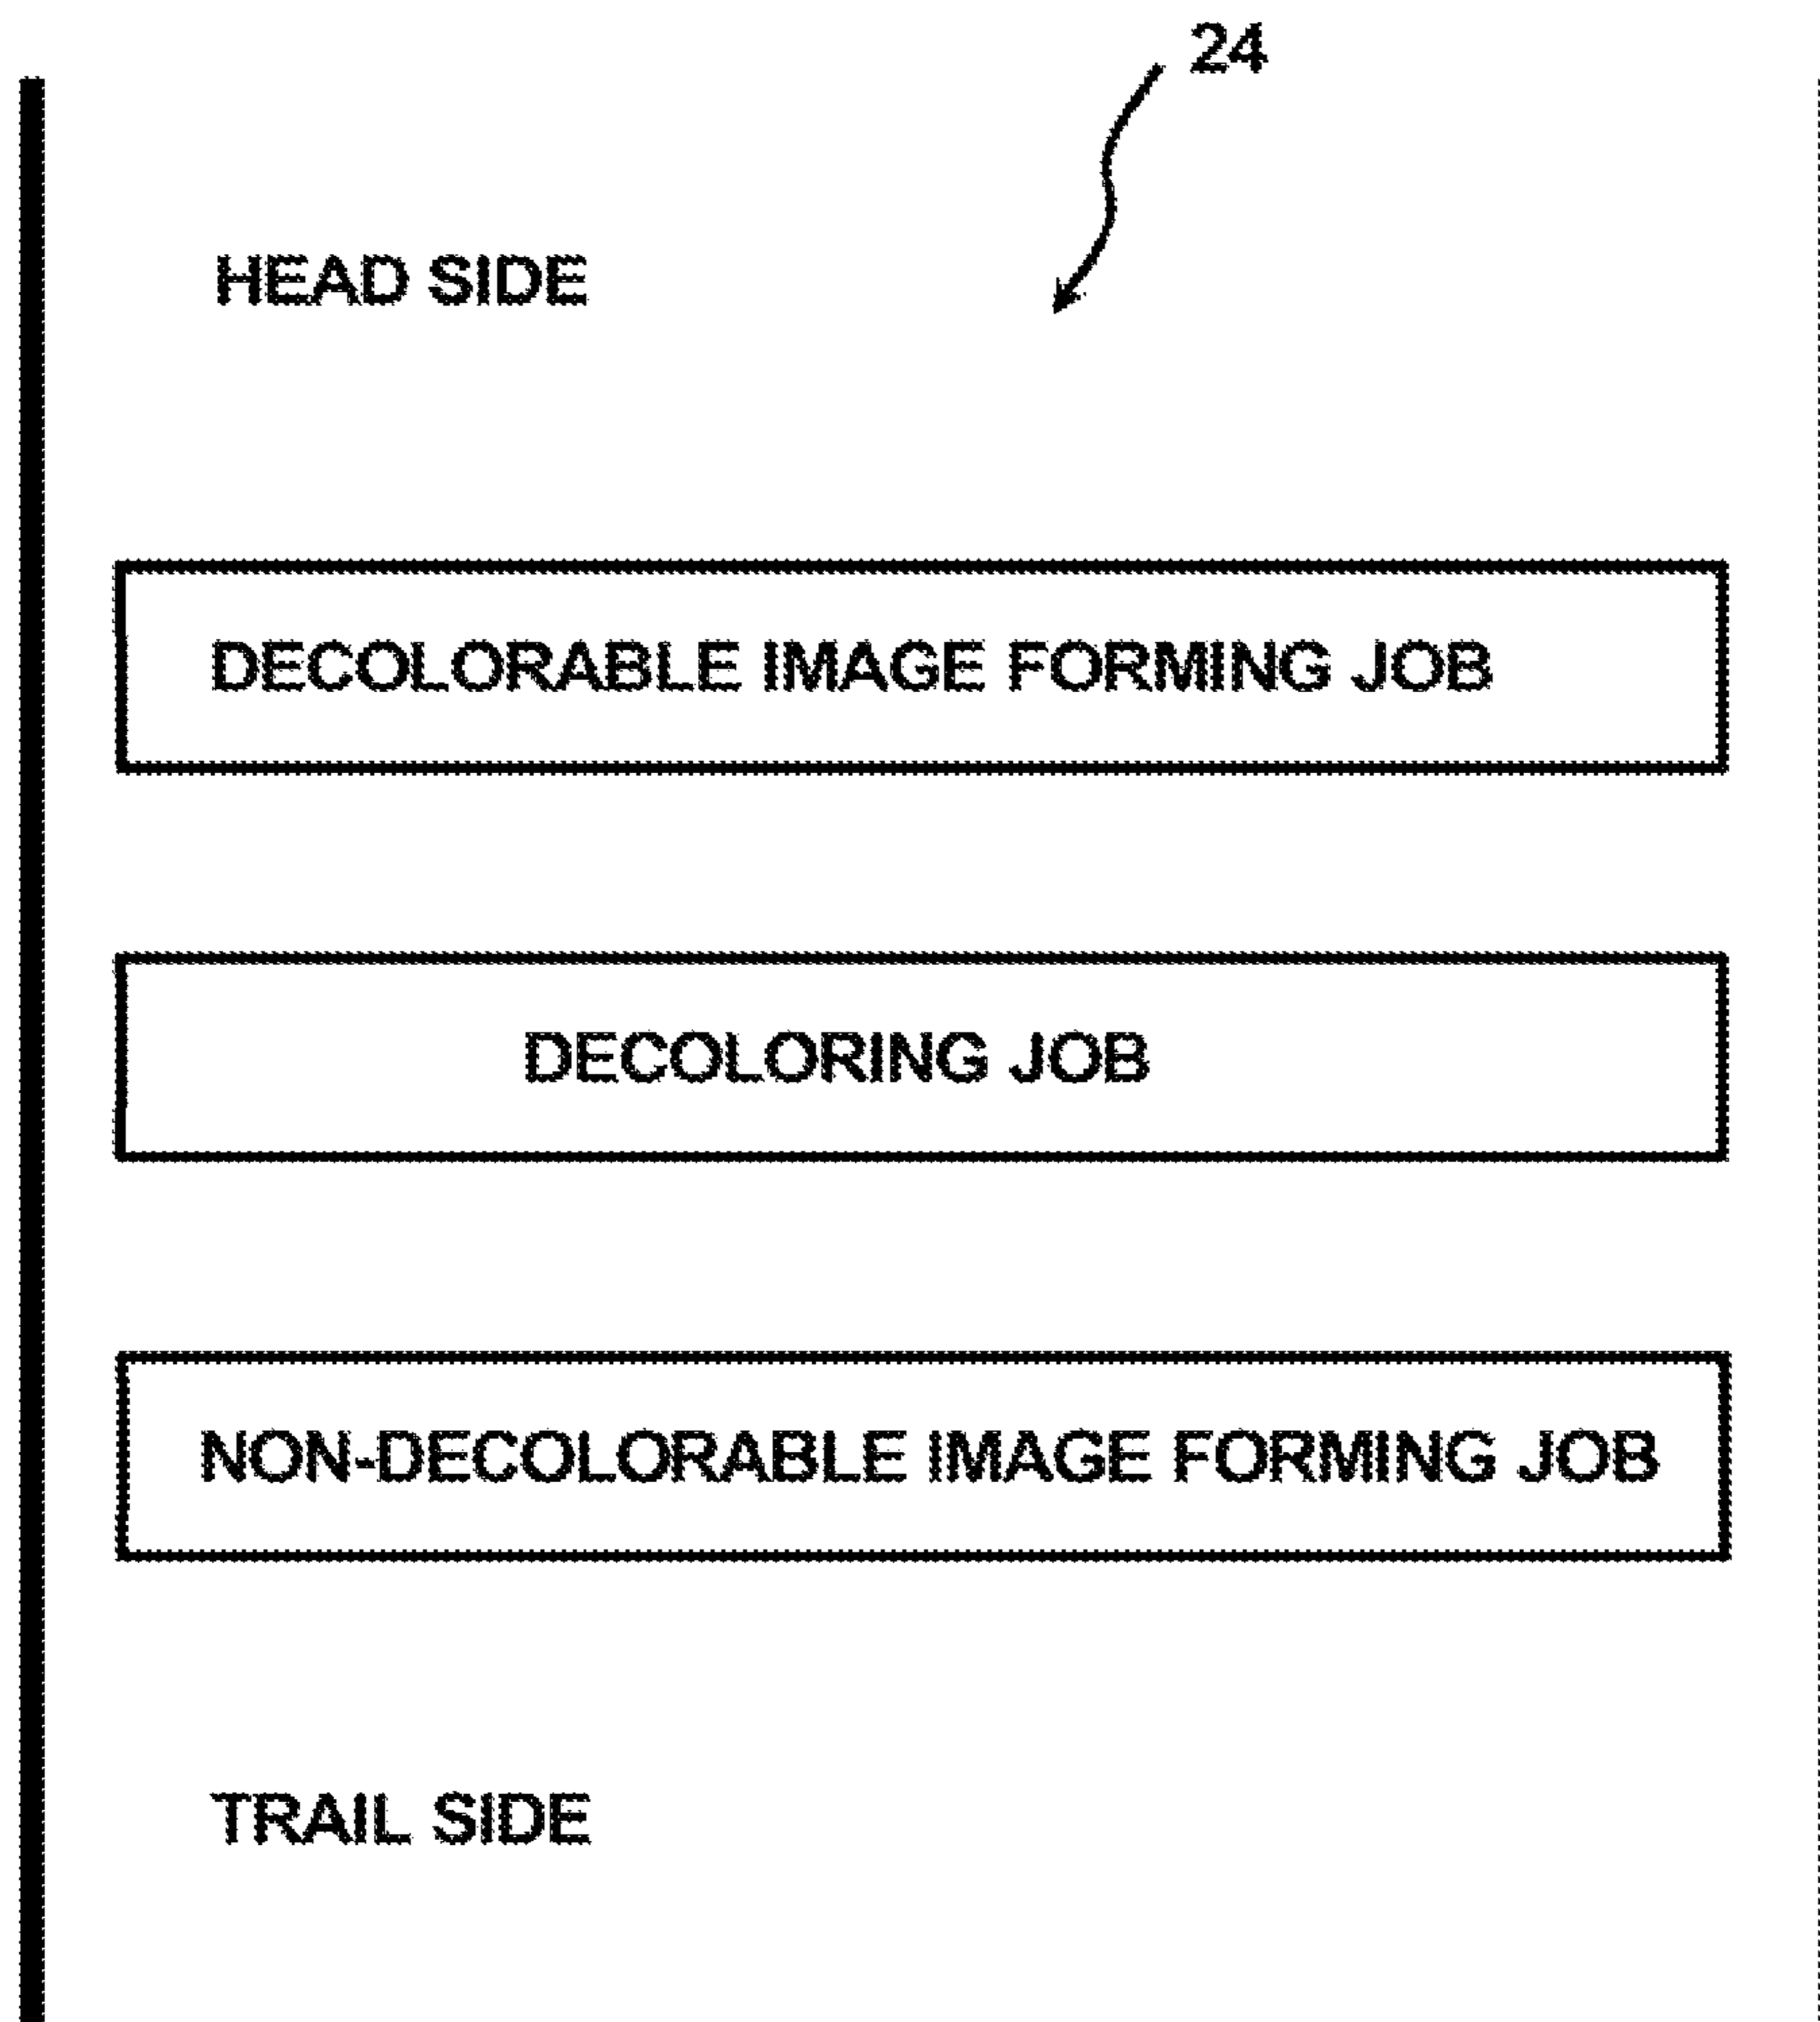 24
HEAD SIDE
DECOLORABLE IMAGE FORMING JOB
DECOLORING JOB
NON-DECOLORABLE IMAGE FORMING JOB
TRAIL SIDE